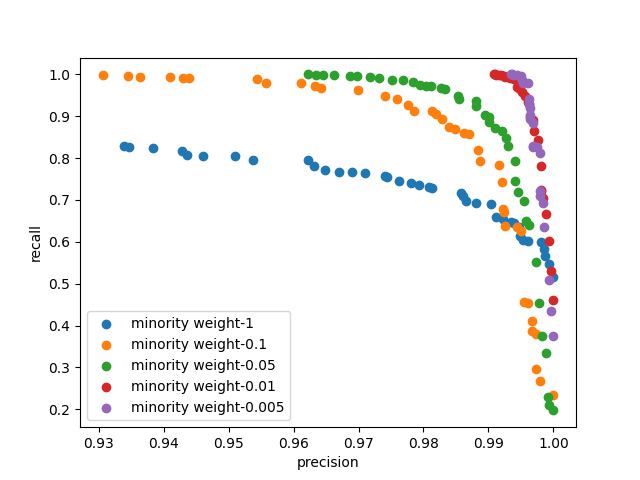 1.0
0.9
0.8
0.7
0.6
0.5
0.4
0.3
0.2
recall
minority weight-1
minority weight-0.1
minority weight-0.05
minority weight-0.01
minority weight-0.005
0.93 0.94 0.95 0.96 0.97 0.98 0.99 1.00
precision